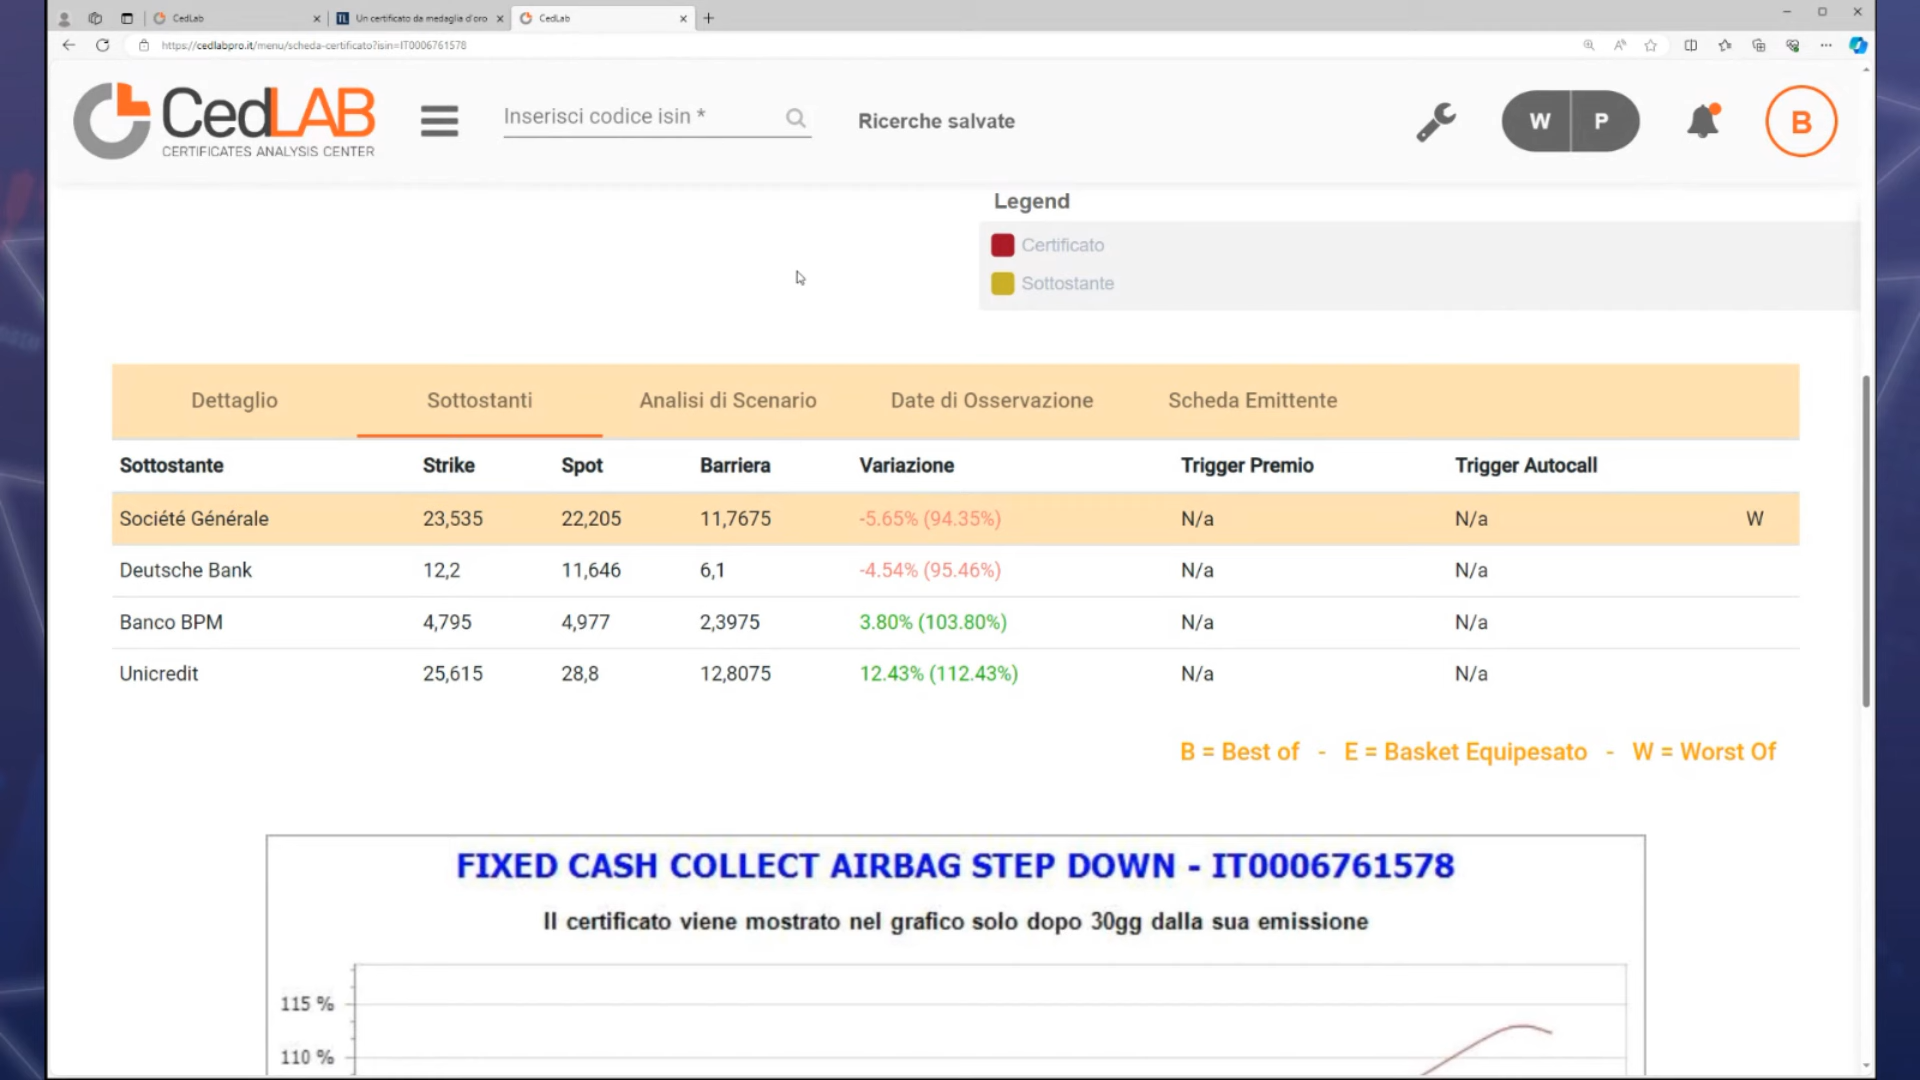 CedLab
Un certificato da medaglia d'oro
CedLab
https://cedlabpro.it/menu/scheda-certificato?isin=IT0006761578
CedLAB
CERTIFICATES ANALYSIS CENTER
Inserisci codice isin *
Ricerche salvate
W P
B
Legend
Certificato
Sottostante
Dettaglio Sottostanti Analisi di Scenario Date di Osservazione Scheda Emittente
Sottostante Strike Spot Barriera Variazione Trigger Premio Trigger Autocall
Société Générale 23,535 22,205 11,7675 -5.65% (94.35%) N/a N/a W
Deutsche Bank 12,2 11,646 6,1 -4.54% (95.46%) N/a N/a
Banco BPM 4,795 4,977 2,3975 3.80% (103.80%) N/a N/a
Unicredit 25,615 28,8 12,8075 12.43% (112.43%) N/a N/a
B = Best of - E = Basket Equipesato - W = Worst Of
FIXED CASH COLLECT AIRBAG STEP DOWN - IT0006761578
Il certificato viene mostrato nel grafico solo dopo 30gg dalla sua emissione
115 %
110 %